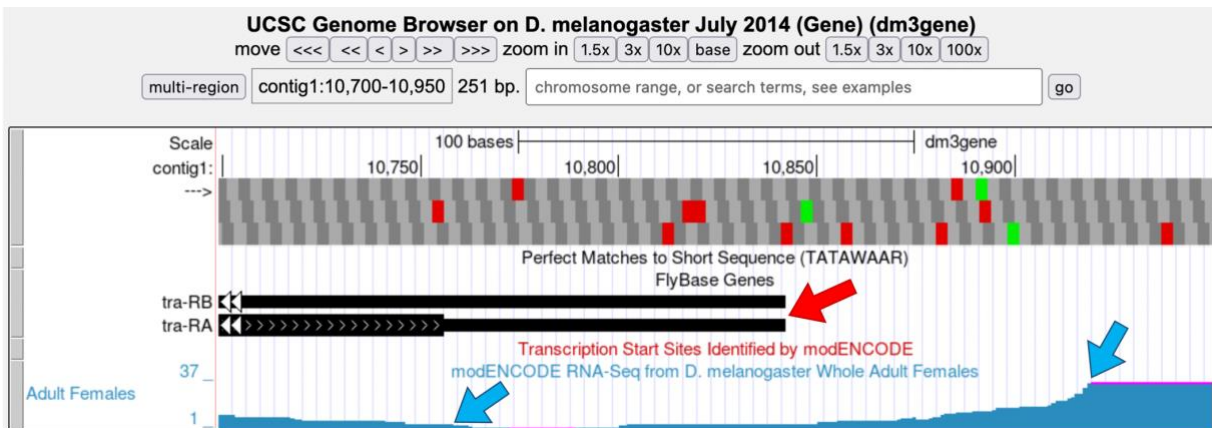 UCSC Genome Browser on D. melanogaster July 2014 (Gene) (dm3gene)
move <<< << < > >> >>> zoom in 1.5x 3x 10x base zoom out 1.5x 3x 10x 100x
multi-region contig1:10,700-10,950 251 bp. chromosome range, or search terms, see examples go
Scale 100 bases dm3gene
contig1: 10,750 10,800 10,850 10,900
--->
Perfect Matches to Short Sequence (TATAWAAR)
FlyBase Genes
tra-RB
tra-RA
Transcription Start Sites Identified by modENCODE
modENCODE RNA-Seq from D. melanogaster Whole Adult Females
37 _
Adult Females
1 _